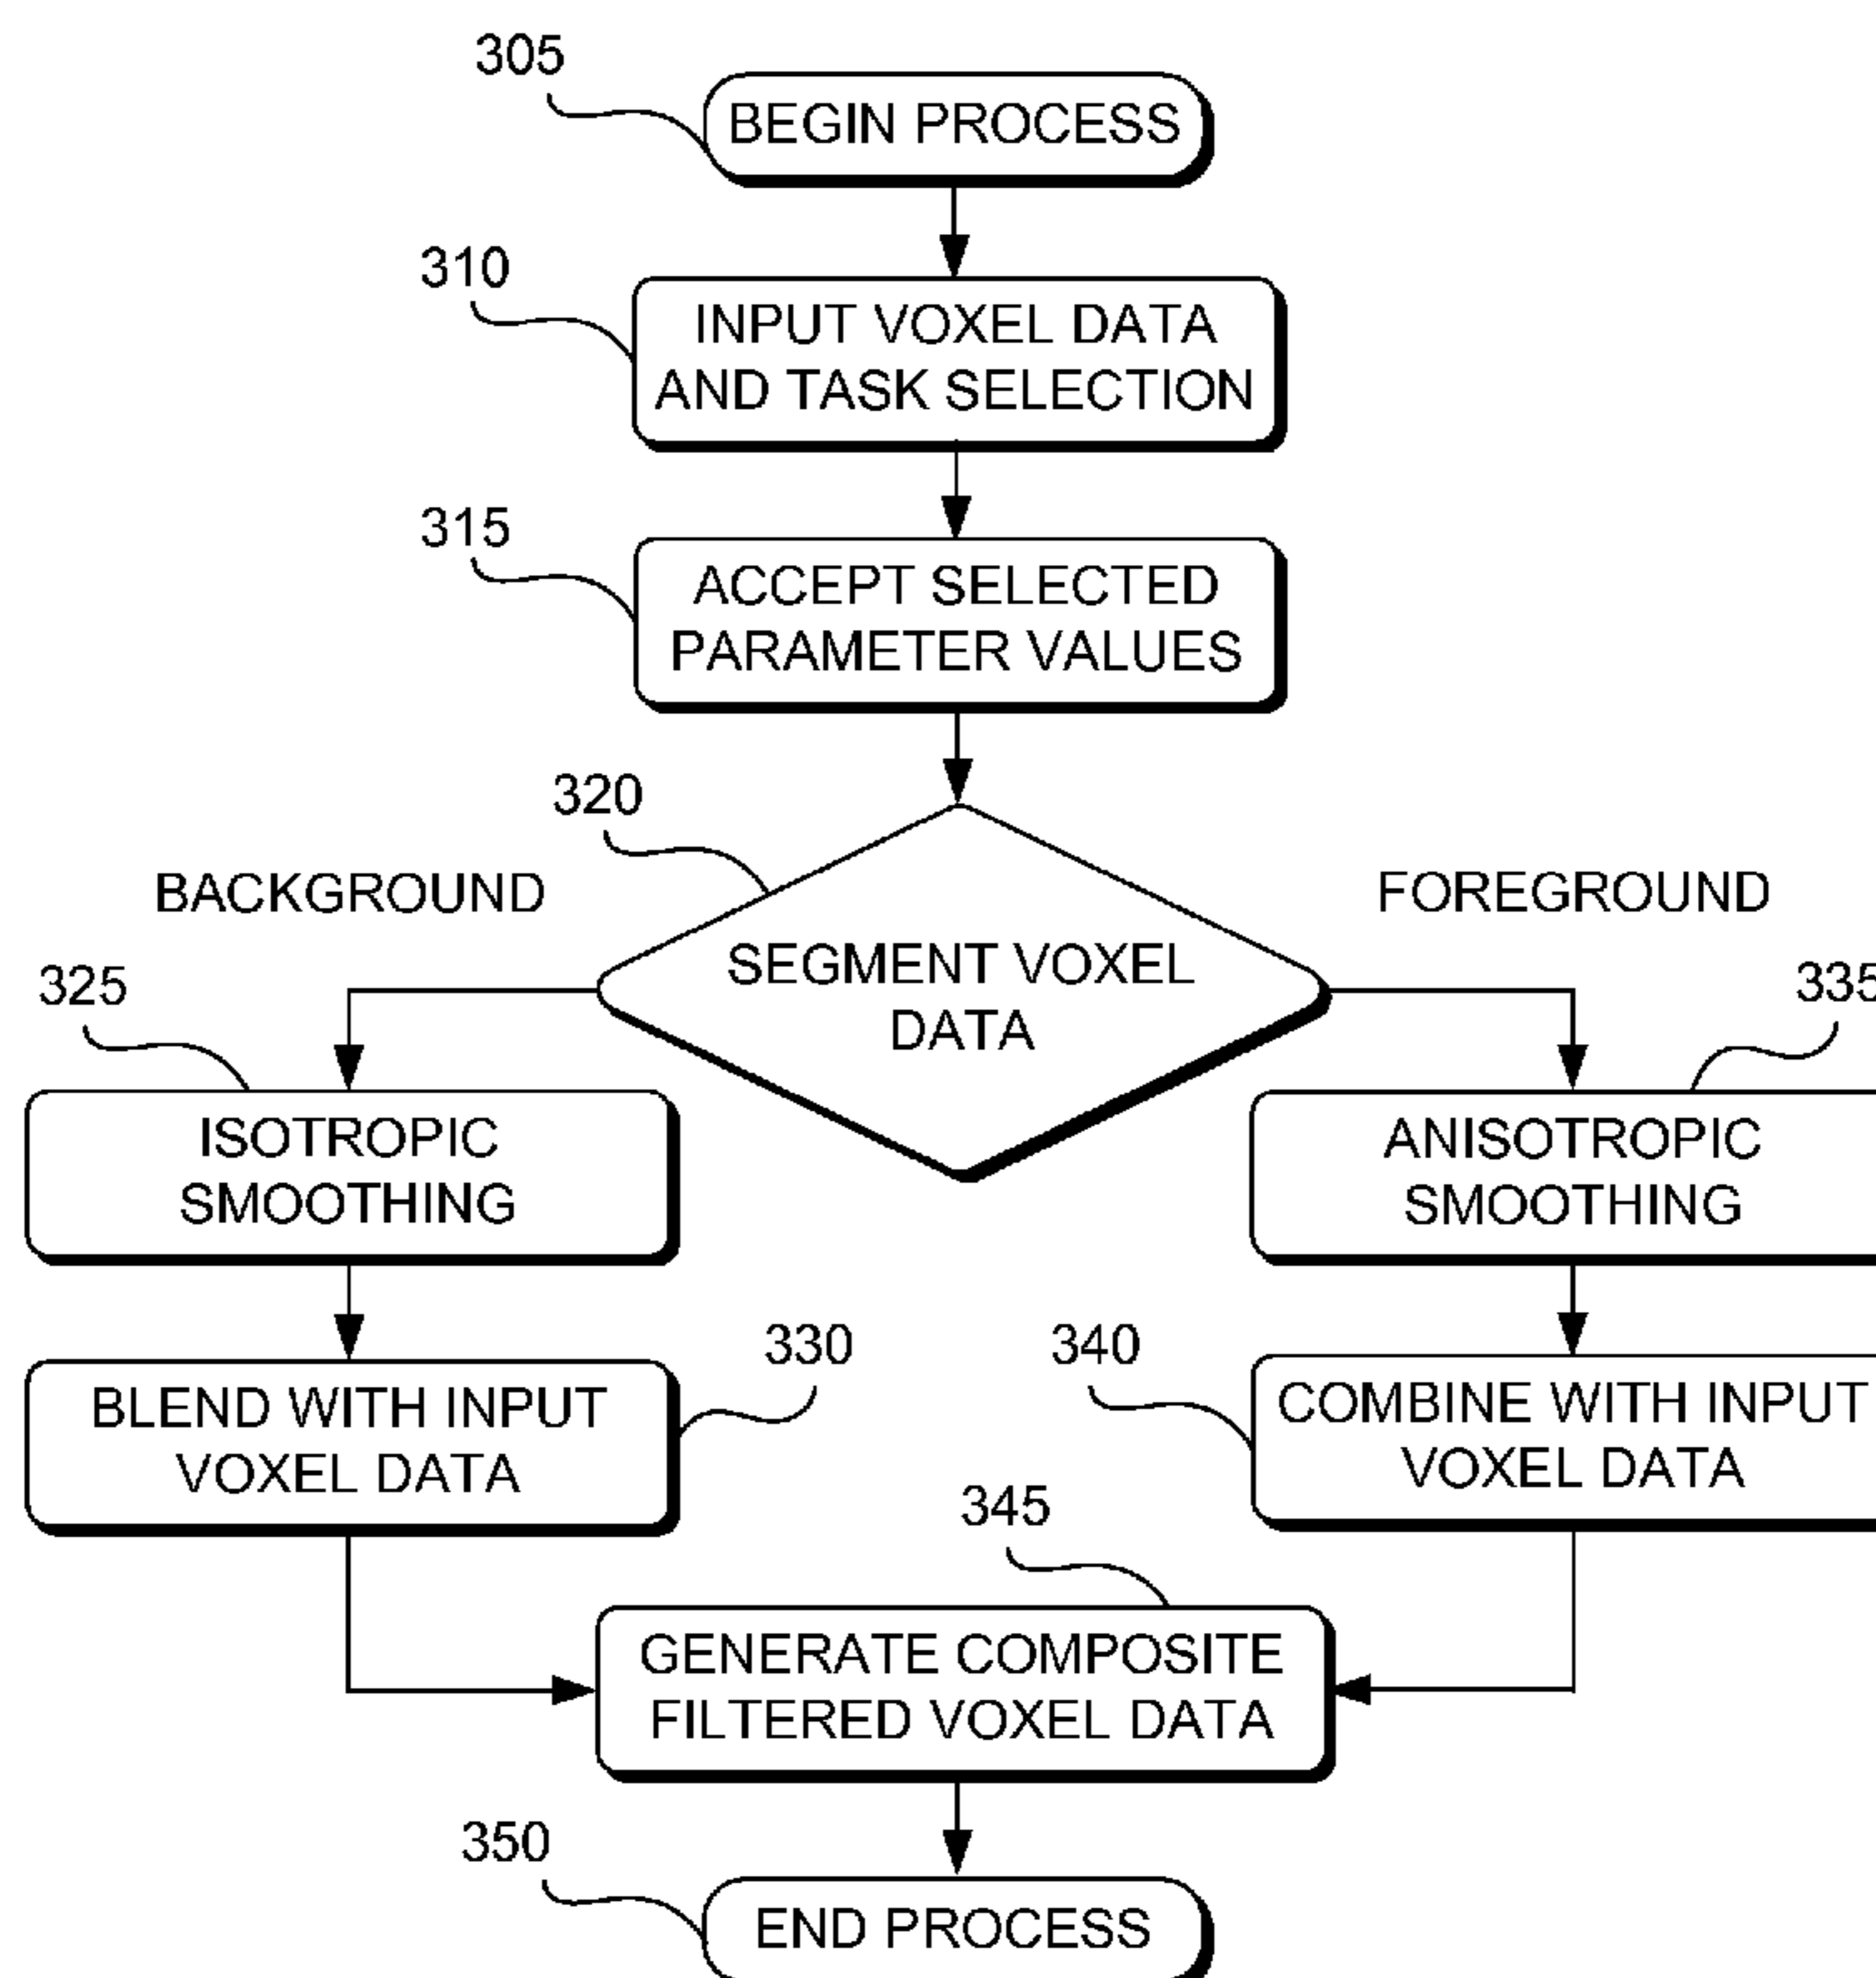 305
BEGIN PROCESS
310
INPUT VOXEL DATA
AND TASK SELECTION
315
ACCEPT SELECTED
PARAMETER VALUES
320
BACKGROUND
FOREGROUND
SEGMENT VOXEL
DATA
325
335
ISOTROPIC
SMOOTHING
ANISOTROPIC
SMOOTHING
330
340
BLEND WITH INPUT
VOXEL DATA
COMBINE WITH INPUT
VOXEL DATA
345
GENERATE COMPOSITE
FILTERED VOXEL DATA
350
END PROCESS